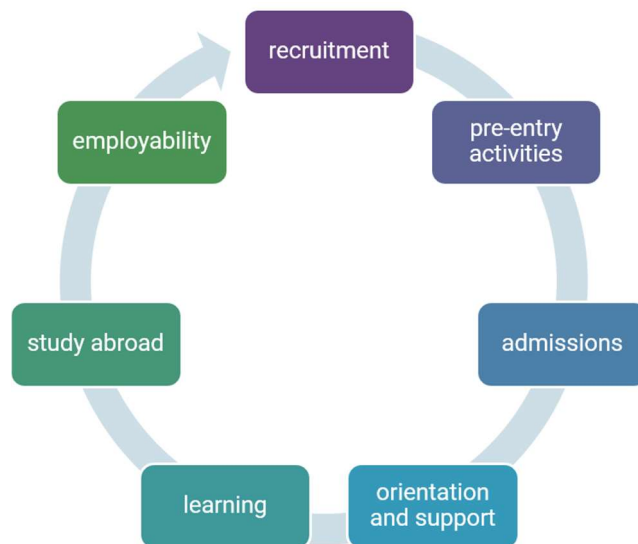 recruitment
pre-entry
activities
admissions
orientation
and support
learning
study abroad
employability